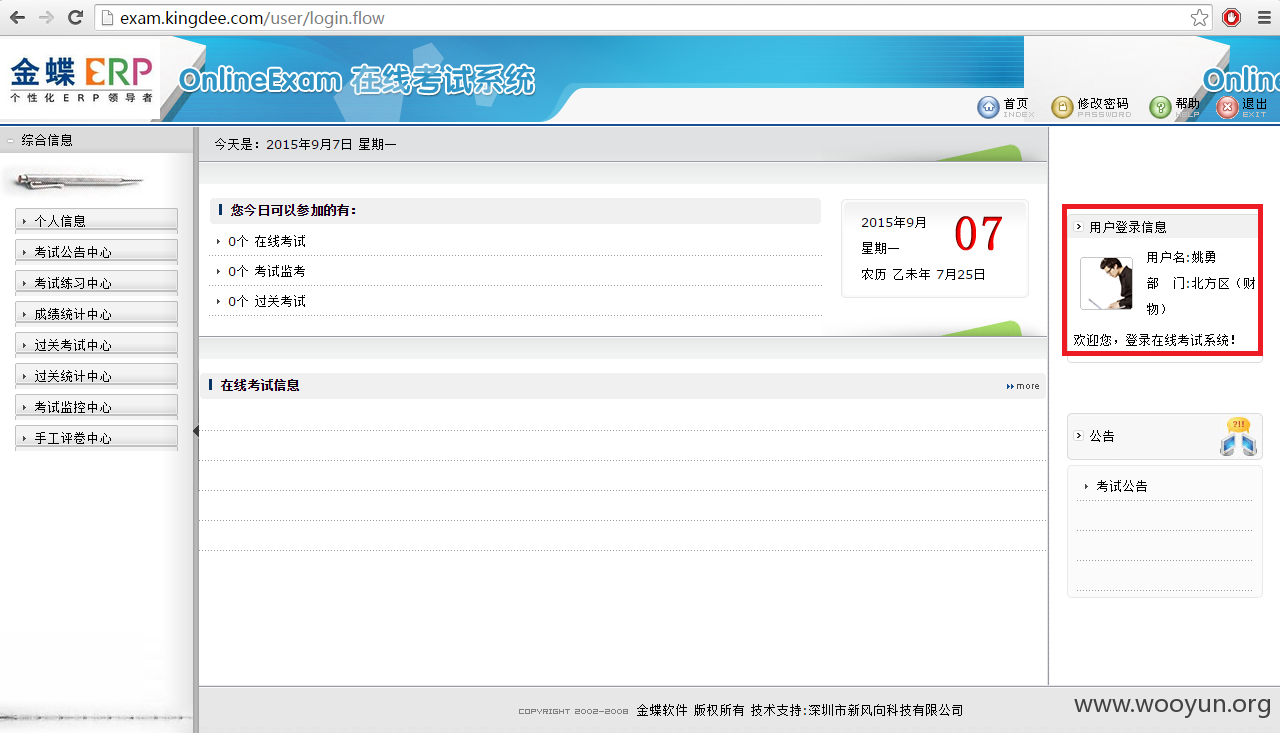 exam.kingdee.com/user/login.flow
金蝶 ERP
个性化ERP领导者
OnlineExam 在线考试系统
Onlin
首页
INDEX
修改密码
PASSWORD
帮助
HELP
退出
EXIT
综合信息
个人信息
考试公告中心
考试练习中心
成绩统计中心
过关考试中心
过关统计中心
考试监控中心
手工评卷中心
今天是：2015年9月7日 星期一
您今日可以参加的有：
0个 在线考试
0个 考试监考
0个 过关考试
2015年9月
07
星期一
农历 乙未年 7月25日
在线考试信息
more
用户登录信息
用户名:姚勇
部 门:北方区（财
物）
欢迎您，登录在线考试系统！
公告
?!!
考试公告
COPYRIGHT 2002-2008 金蝶软件 版权所有 技术支持:深圳市新风向科技有限公司
www.wooyun.org